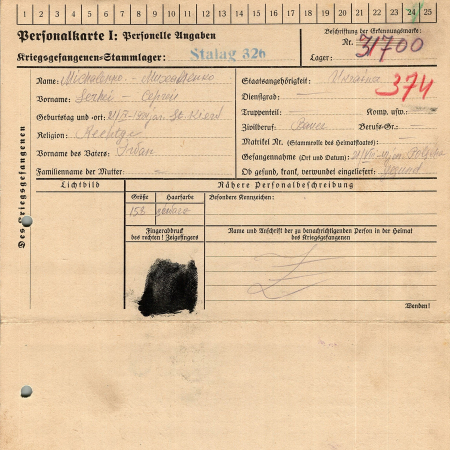 1 2 3 4 5 6 7 8 9 10 11 12 13 14 15 16 17 18 19 20 21 22 23 24 25
Personalkarte I: Personelle Angaben
Kriegsgefangenen-Stammlager: Stalag 326
Beschriftung der Erkennungsmarke:
Nr. 31700
Lager:
374
Des Kriegsgefangenen
Name:
Vorname: Serhii - Сергій
Geburtstag und -ort:
Religion:
Vorname des Vaters: Iwan
Familienname der Mutter: -
Staatsangehörigkeit: Ukraina
Dienstgrad: -
Truppenteil: - Komp. usw.: -
Zivilberuf: Berufs-Gr.: -
Matrikel Nr. (Stammrolle des Heimatstaates): -
Gefangennahme (Ort und Datum):
Ob gesund, krank, verwundet eingeliefert: gesund
Lichtbild
Nähere Personalbeschreibung
Größe Haarfarbe Besondere Kennzeichen:
158 schwarz
Fingerabdruck
des rechten! Zeigefingers
Name und Anschrift der zu benachrichtigenden Person in der Heimat
des Kriegsgefangenen
Wenden!